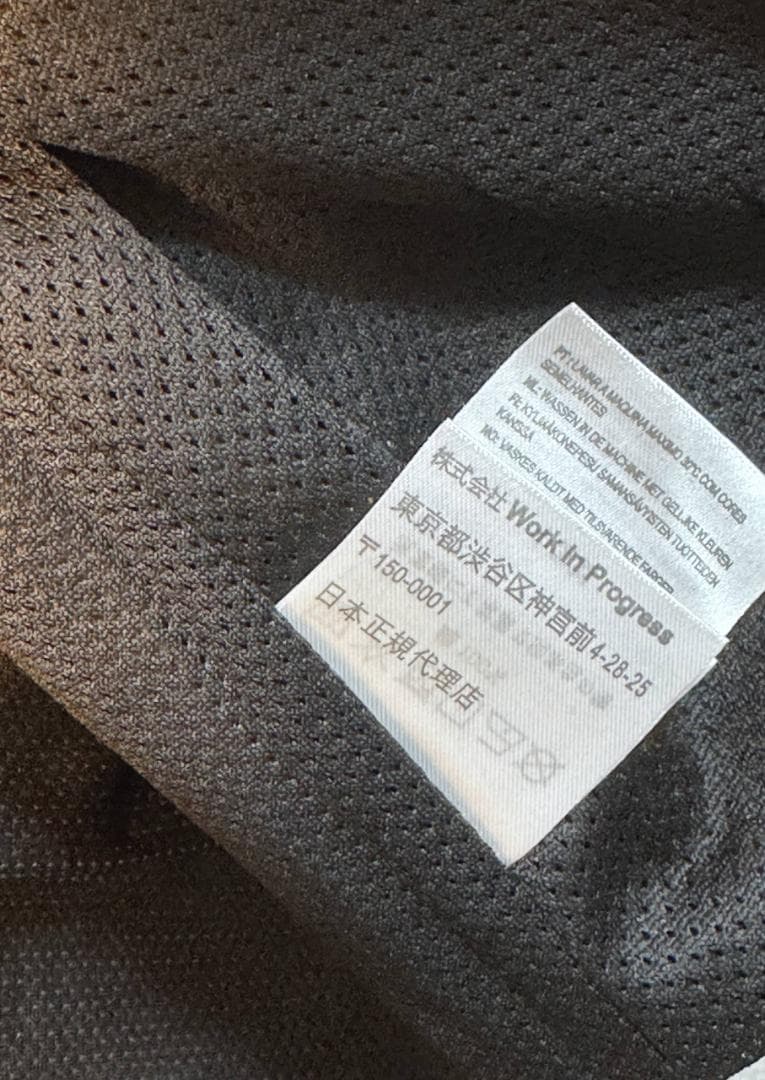 PT: LAVAR A MAQUINA MAXIMO 30°C COM CORES
SEMELHANTES
NL: WASSEN IN DE MACHINE MET GELIJKE KLEUREN
FI: KYLMÄKONEPESU SAMANSÄVYISTEN TUOTTEIDEN
KANSSA
NO: VASKES KALDT MED TILSVARENDE FARGER
株式会社 Work In Progress
東京都渋谷区神宮前 4-28-25
〒150-0001
日本正規代理店